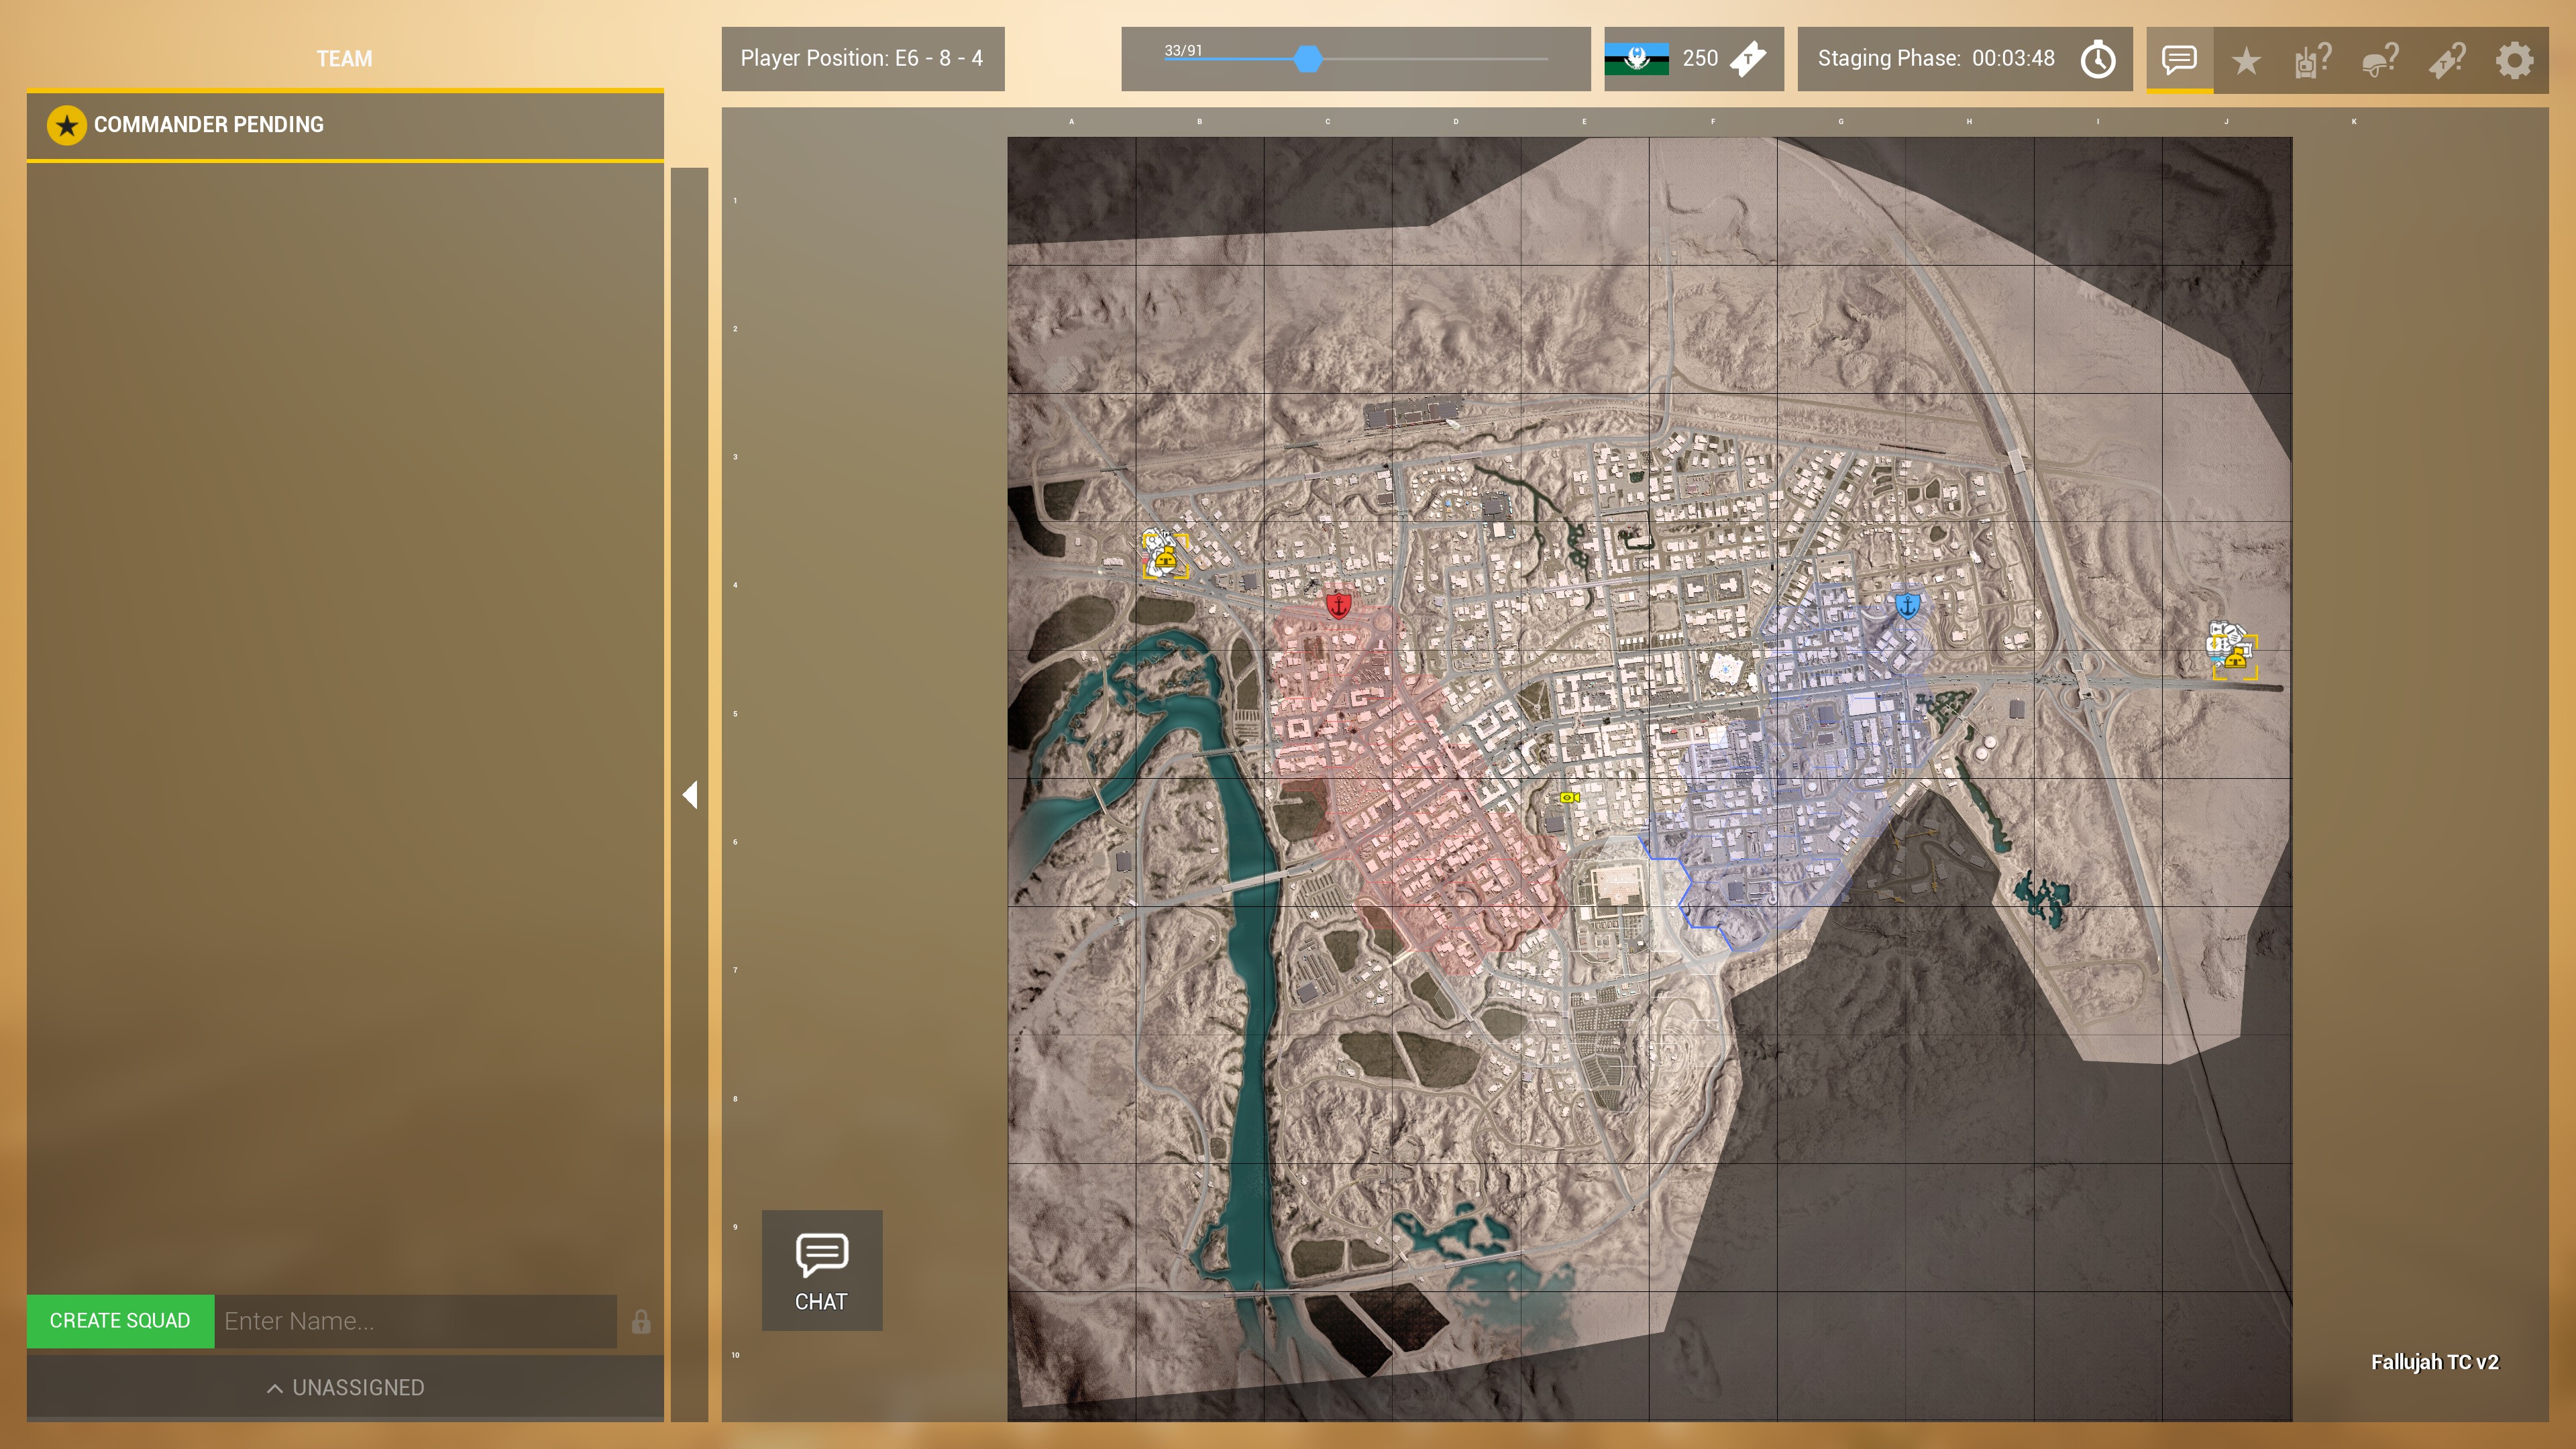 TEAM
Player Position: E6 - 8 - 4
33/91
250
T
Staging Phase: 00:03:48
?
?
T?
COMMANDER PENDING
A B C D E F G H I J K
1
2
3
4
5
6
7
8
9
10
CHAT
CREATE SQUAD
Enter Name...
UNASSIGNED
Fallujah TC v2